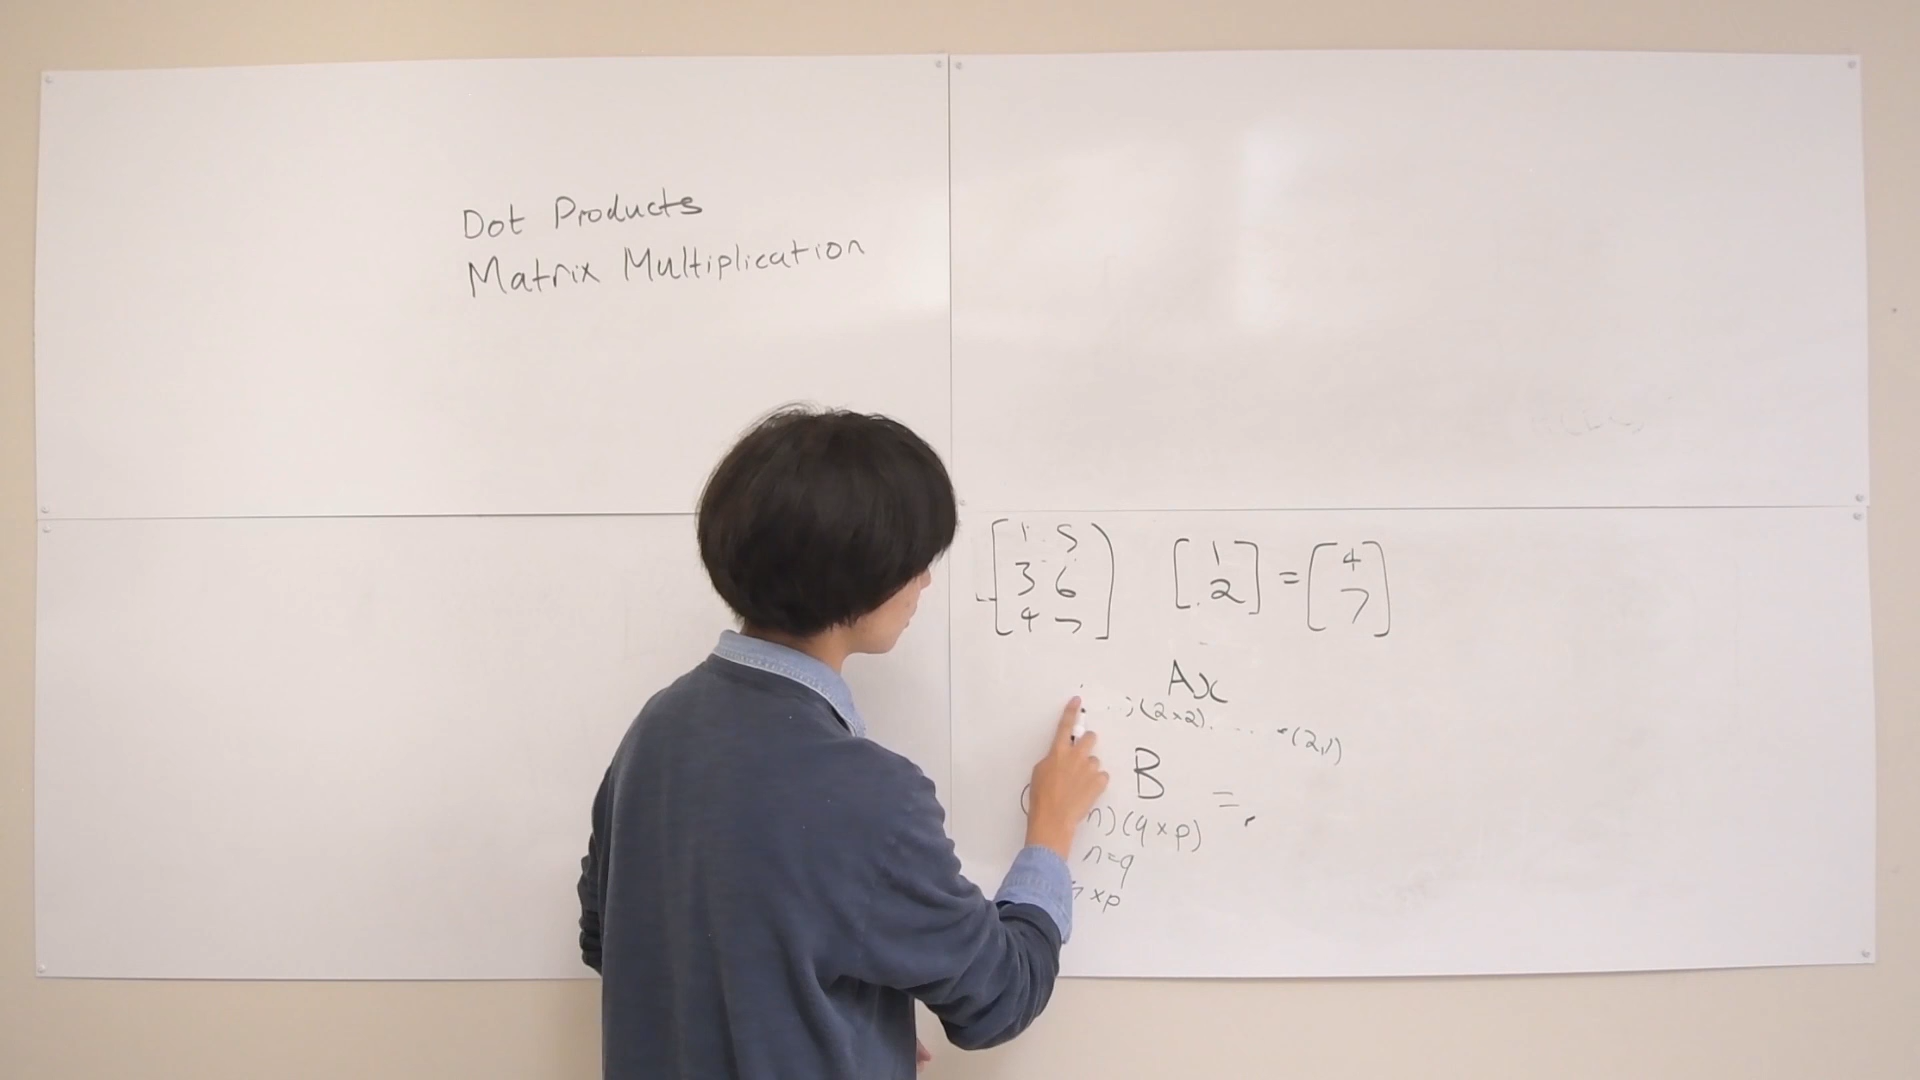 Dot Products
Matrix Multiplication
[1 5 [1 = [4
3 6 2] 7]
4 7]
Ax
(2×2) (2,1)
B =
n)(q×p)
n=q
×p